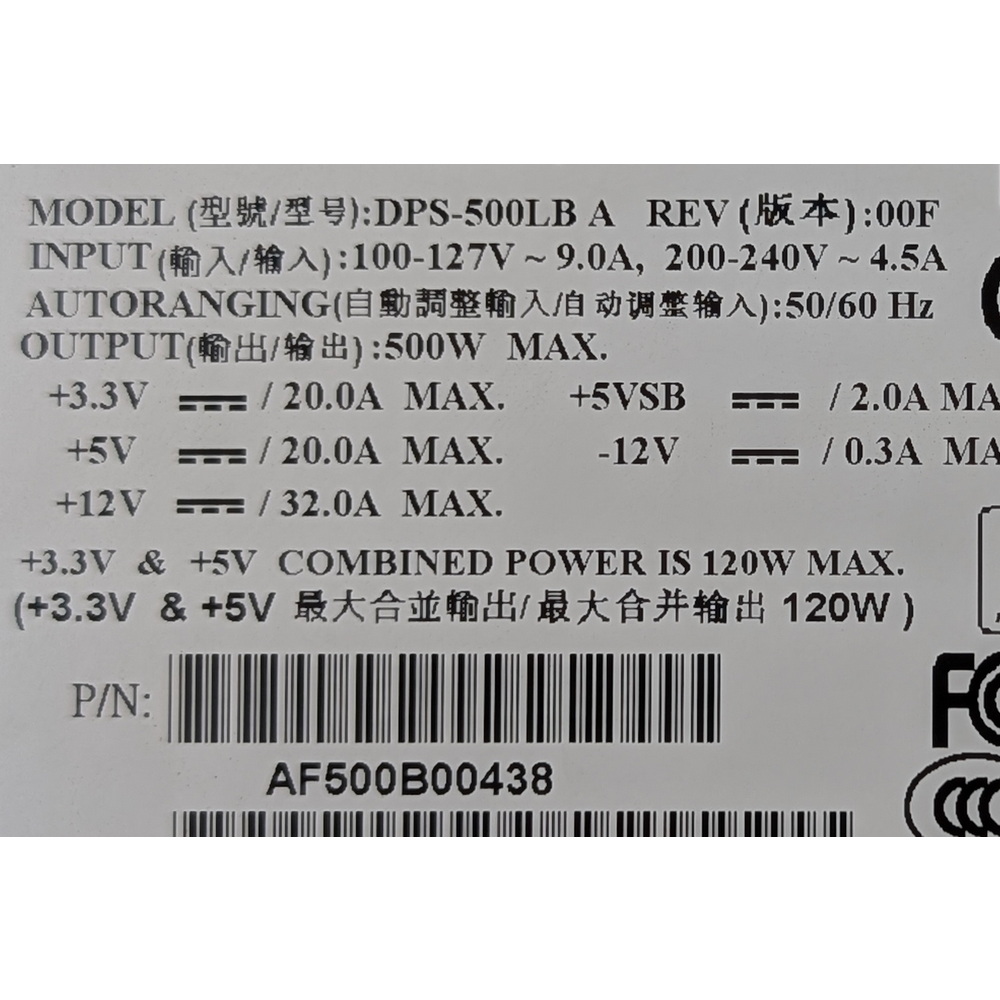 MODEL (型號/型号):DPS-500LB A REV (版本):00F
INPUT(輸入/输入):100-127V ~ 9.0A, 200-240V ~ 4.5A
AUTORANGING(自動調整輸入/自动调整输入):50/60 Hz
OUTPUT(輸出/输出):500W MAX.
+3.3V ⎓ / 20.0A MAX. +5VSB ⎓ / 2.0A MA
+5V ⎓ / 20.0A MAX. -12V ⎓ / 0.3A MA
+12V ⎓ / 32.0A MAX.
+3.3V & +5V COMBINED POWER IS 120W MAX.
(+3.3V & +5V 最大合並輸出/最大合并输出 120W)
P/N:
AF500B00438